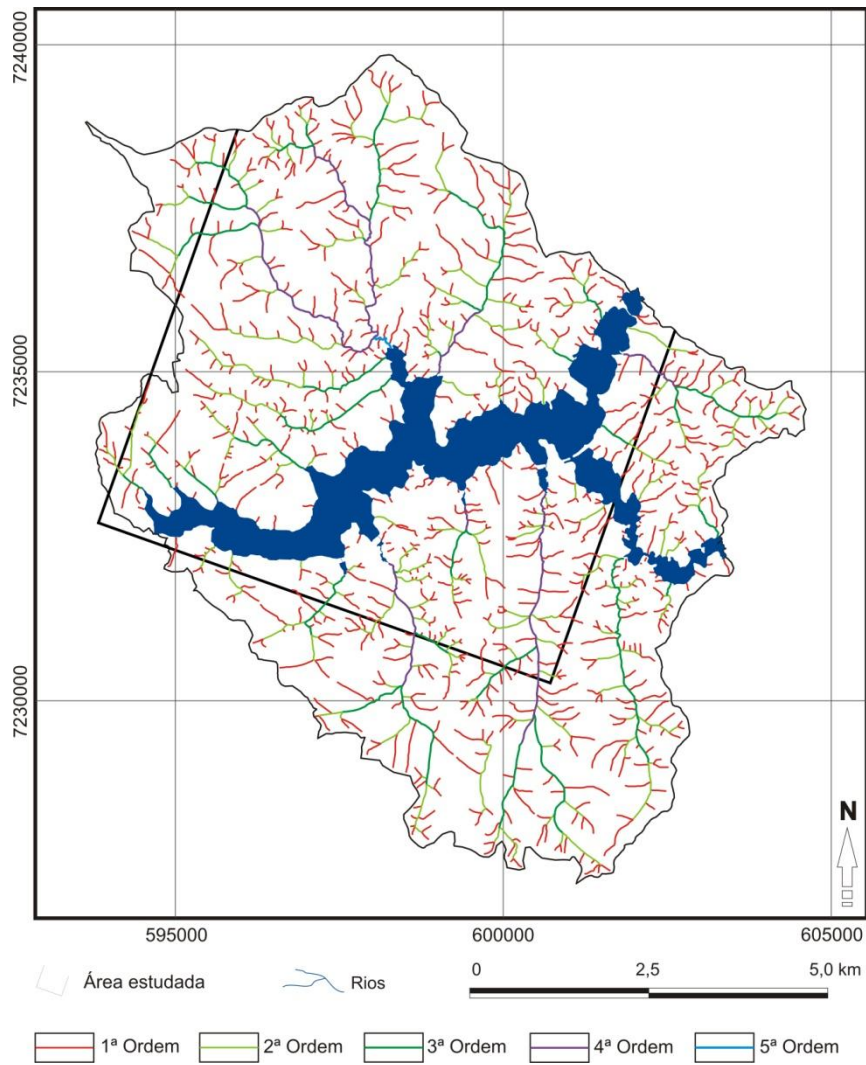 7240000
7235000
7230000
N
595000
600000
605000
Área estudada
Rios
0
2,5
5,0 km
1ª Ordem
2ª Ordem
3ª Ordem
4ª Ordem
5ª Ordem